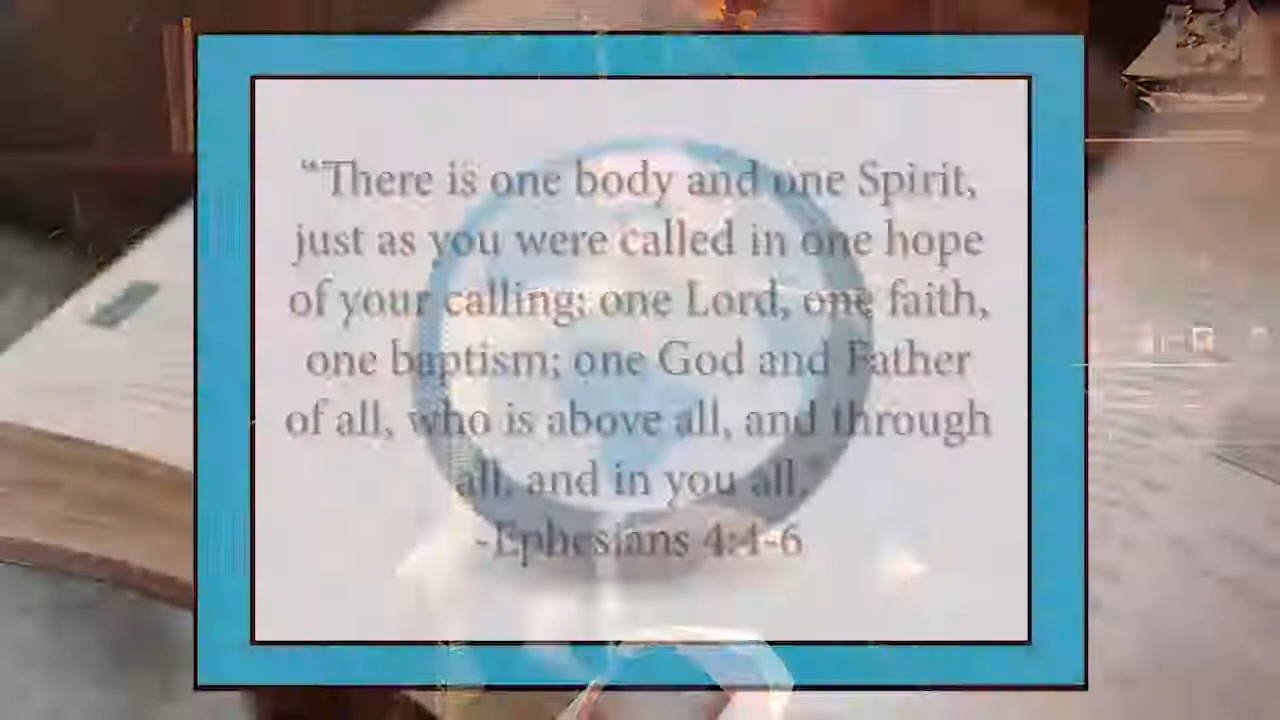 “There is one body and one Spirit,
just as you were called in one hope
of your calling; one Lord, one faith,
one baptism; one God and Father
of all, who is above all, and through
all, and in you all.”
-Ephesians 4:4-6